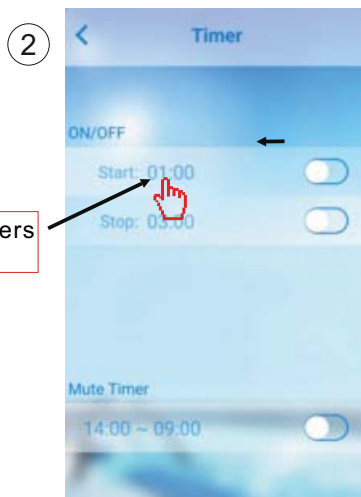 2
Timer
ON/OFF
Start: 01:00
Stop: 03:00
ers
Mute Timer
14:00 ~ 09:00